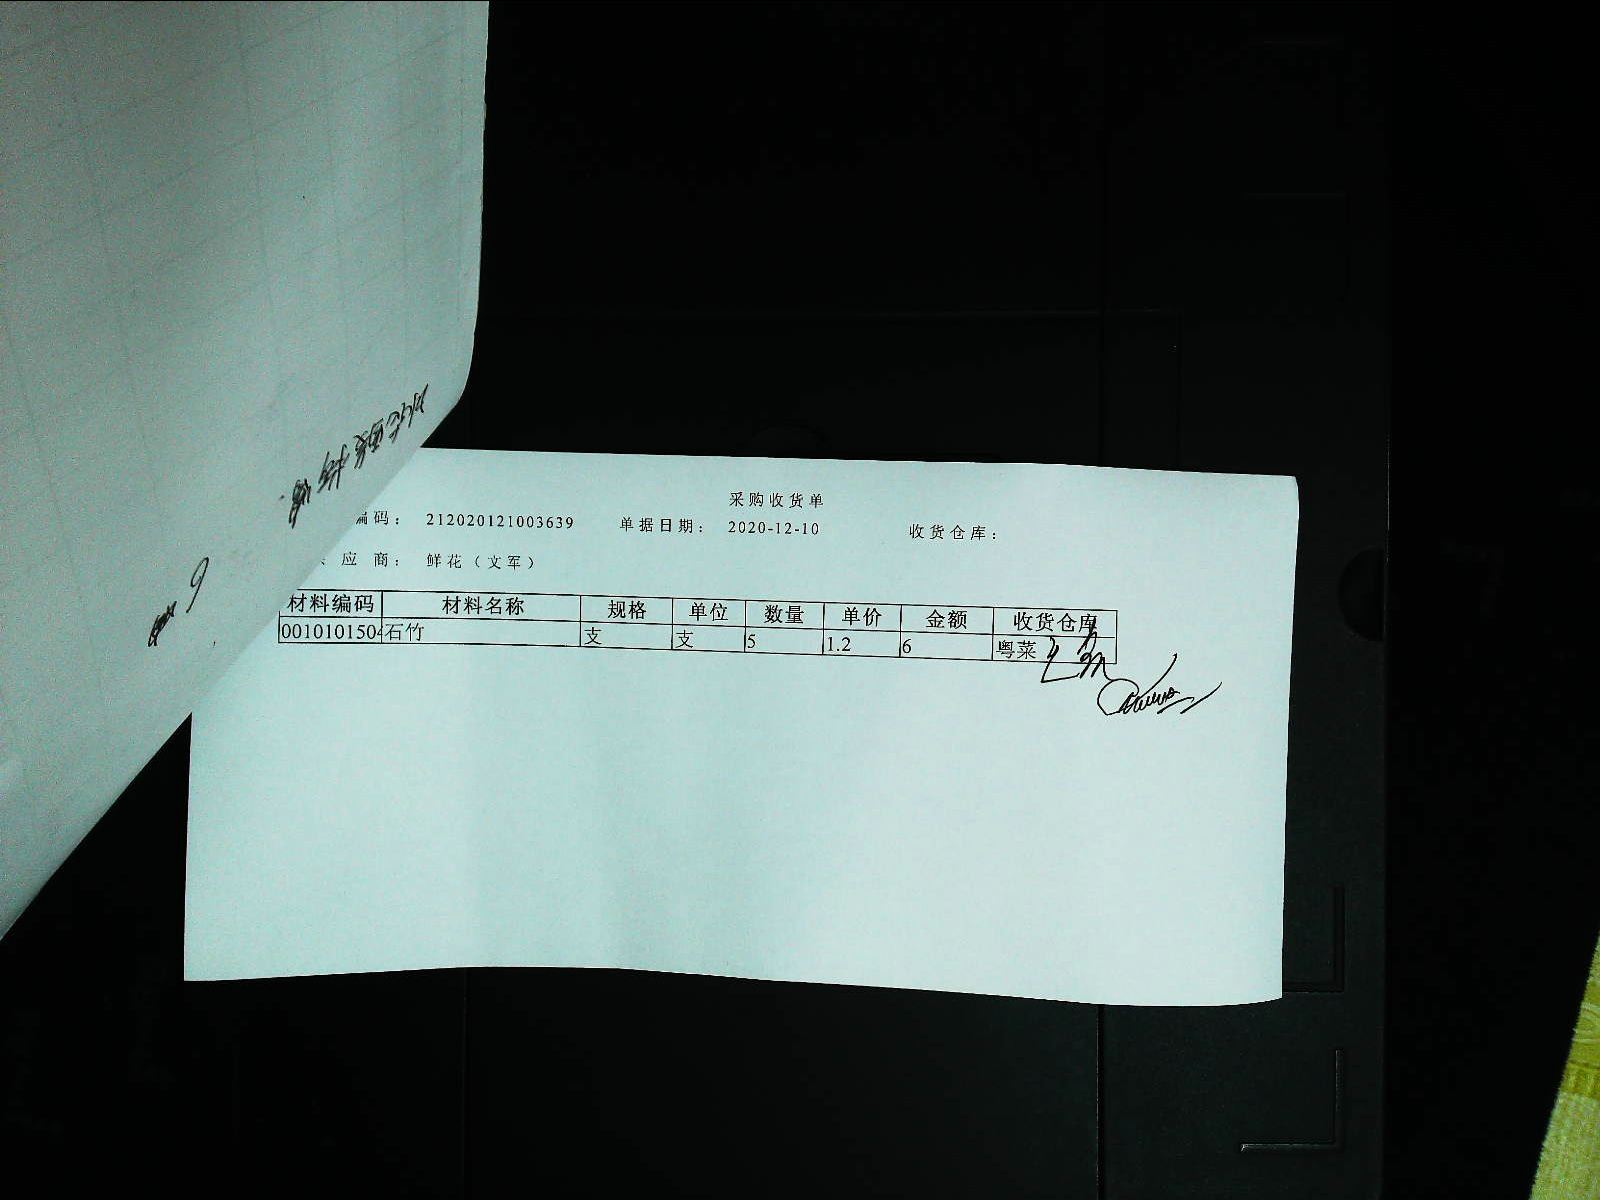 采购收货单
编码： 212020121003639 单据日期： 2020-12-10 收货仓库：
应 商： 鲜花（文军）
材料编码 材料名称 规格 单位 数量 单价 金额 收货仓库
0010101504 石竹 支 支 5 1.2 6 粤菜